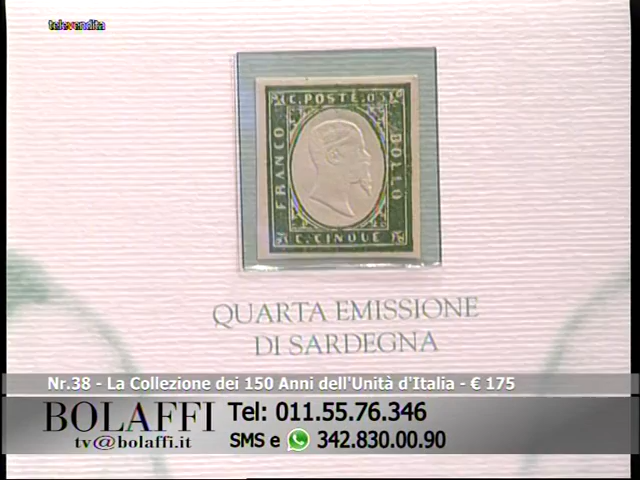 televendita
C. POSTE 05
FRANCO
BOLLO
C. CINQUE
QUARTA EMISSIONE
DI SARDEGNA
Nr.38 - La Collezione dei 150 Anni dell'Unità d'Italia - € 175
BOLAFFI
tv@bolaffi.it
Tel: 011.55.76.346
SMS e 342.830.00.90